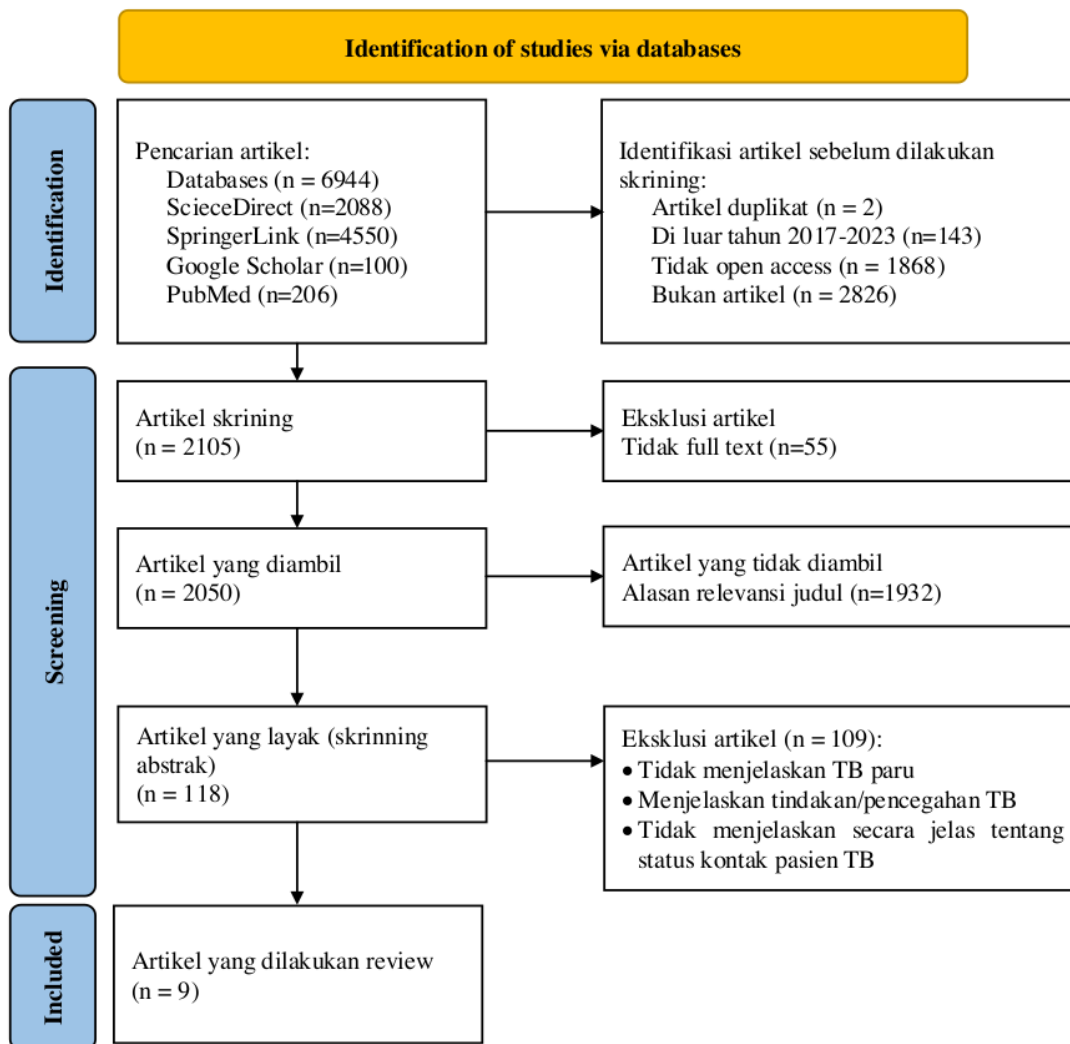 Identification of studies via databases
Identification
Pencarian artikel:
Databases (n = 6944)
ScieceDirect (n=2088)
SpringerLink (n=4550)
Google Scholar (n=100)
PubMed (n=206)
Identifikasi artikel sebelum dilakukan
skrining:
Artikel duplikat (n = 2)
Di luar tahun 2017-2023 (n=143)
Tidak open access (n = 1868)
Bukan artikel (n = 2826)
Screening
Artikel skrining
(n = 2105)
Eksklusi artikel
Tidak full text (n=55)
Artikel yang diambil
(n = 2050)
Artikel yang tidak diambil
Alasan relevansi judul (n=1932)
Artikel yang layak (skrinning
abstrak)
(n = 118)
Eksklusi artikel (n = 109):
• Tidak menjelaskan TB paru
• Menjelaskan tindakan/pencegahan TB
• Tidak menjelaskan secara jelas tentang
status kontak pasien TB
Included
Artikel yang dilakukan review
(n = 9)